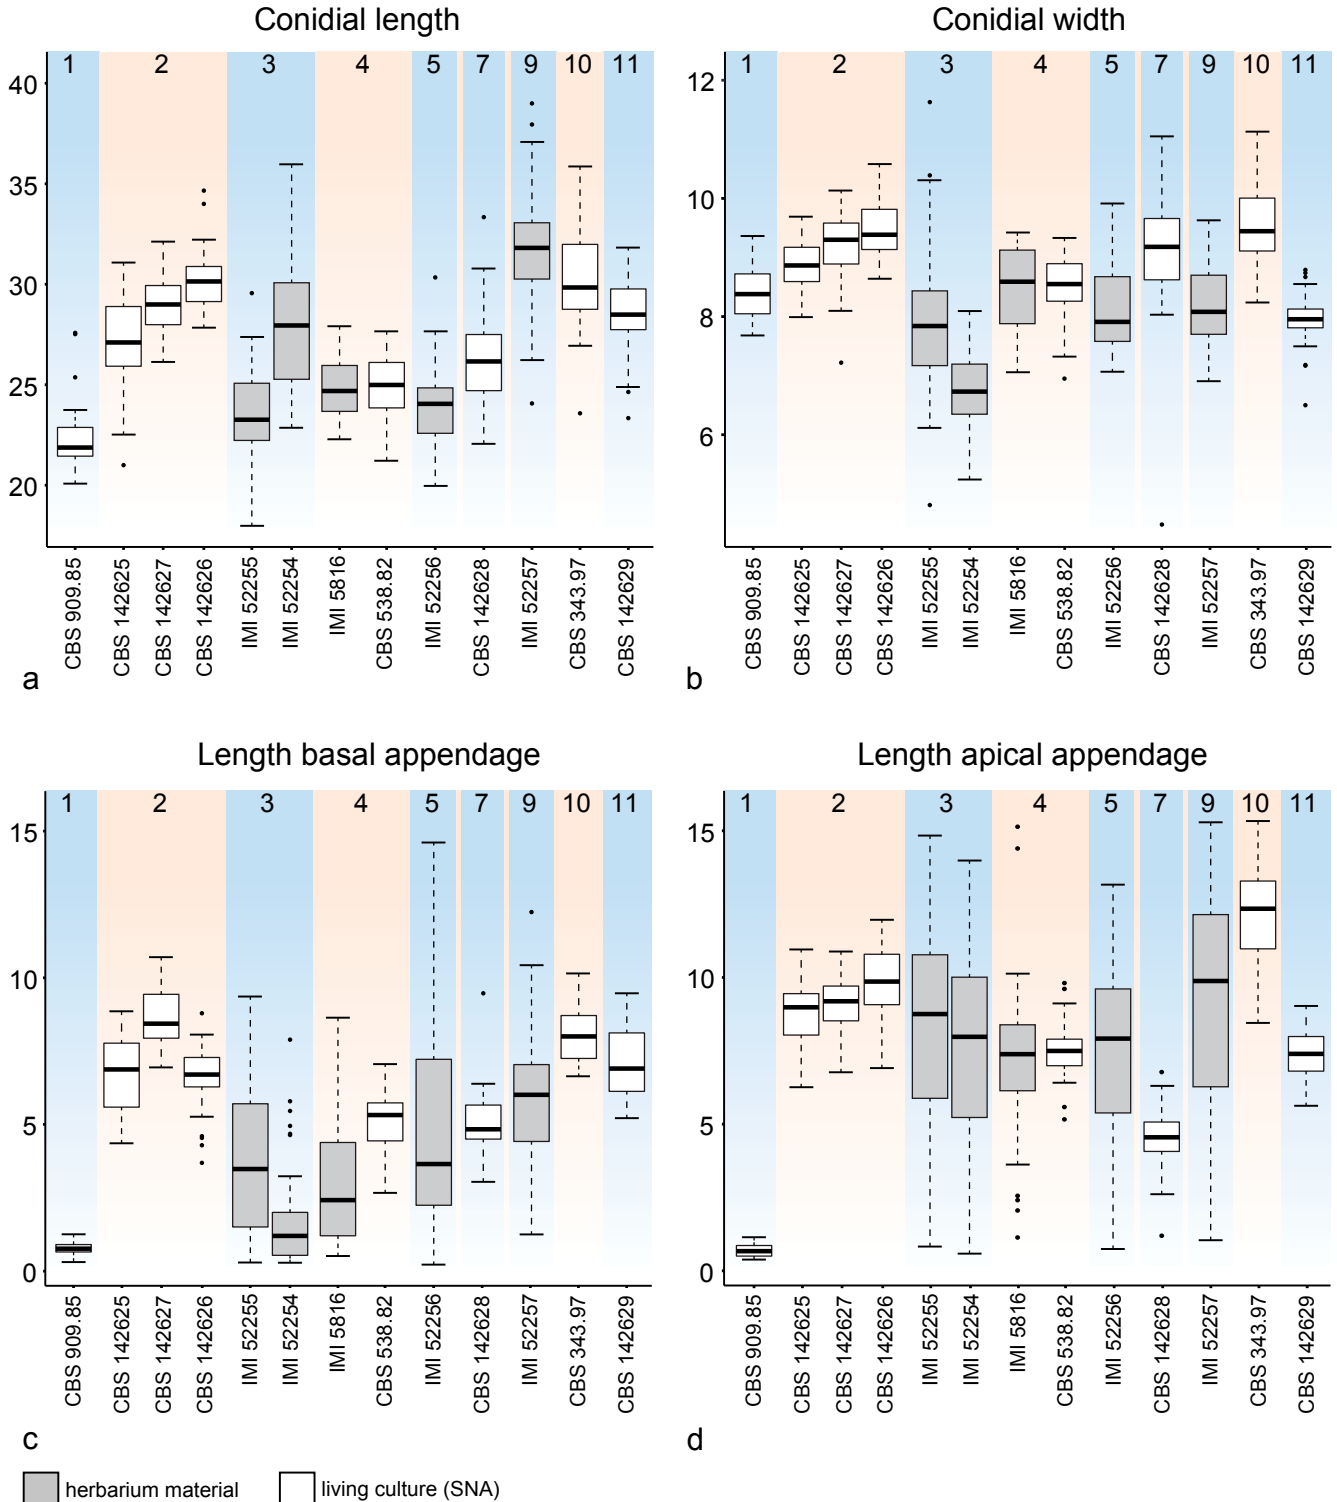 Conidial length
1 2 3 4 5 7 9 10 11
40
35
30
25
20
CBS 909.85
CBS 142625
CBS 142627
CBS 142626
IMI 52255
IMI 52254
IMI 5816
CBS 538.82
IMI 52256
CBS 142628
IMI 52257
CBS 343.97
CBS 142629
a
Conidial width
1 2 3 4 5 7 9 10 11
12
10
8
6
CBS 909.85
CBS 142625
CBS 142627
CBS 142626
IMI 52255
IMI 52254
IMI 5816
CBS 538.82
IMI 52256
CBS 142628
IMI 52257
CBS 343.97
CBS 142629
b
Length basal appendage
1 2 3 4 5 7 9 10 11
15
10
5
0
CBS 909.85
CBS 142625
CBS 142627
CBS 142626
IMI 52255
IMI 52254
IMI 5816
CBS 538.82
IMI 52256
CBS 142628
IMI 52257
CBS 343.97
CBS 142629
c
Length apical appendage
1 2 3 4 5 7 9 10 11
15
10
5
0
CBS 909.85
CBS 142625
CBS 142627
CBS 142626
IMI 52255
IMI 52254
IMI 5816
CBS 538.82
IMI 52256
CBS 142628
IMI 52257
CBS 343.97
CBS 142629
d
herbarium material
living culture (SNA)